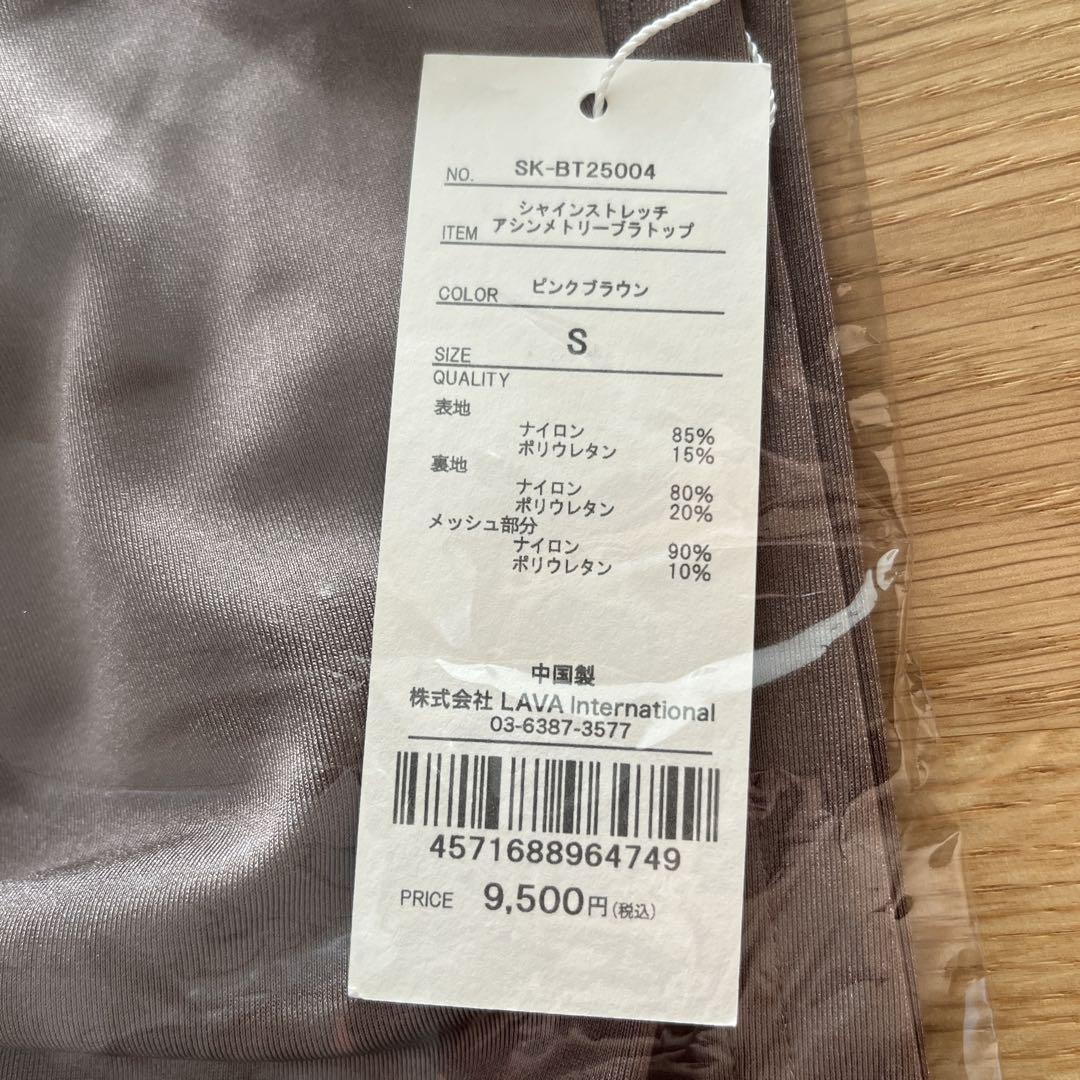 NO. SK-BT25004
シャインストレッチ
ITEM アシンメトリーブラトップ
COLOR ピンクブラウン
SIZE S
QUALITY
表地
ナイロン 85%
ポリウレタン 15%
裏地
ナイロン 80%
ポリウレタン 20%
メッシュ部分
ナイロン 90%
ポリウレタン 10%
中国製
株式会社 LAVA International
03-6387-3577
4571688964749
PRICE 9,500円(税込)